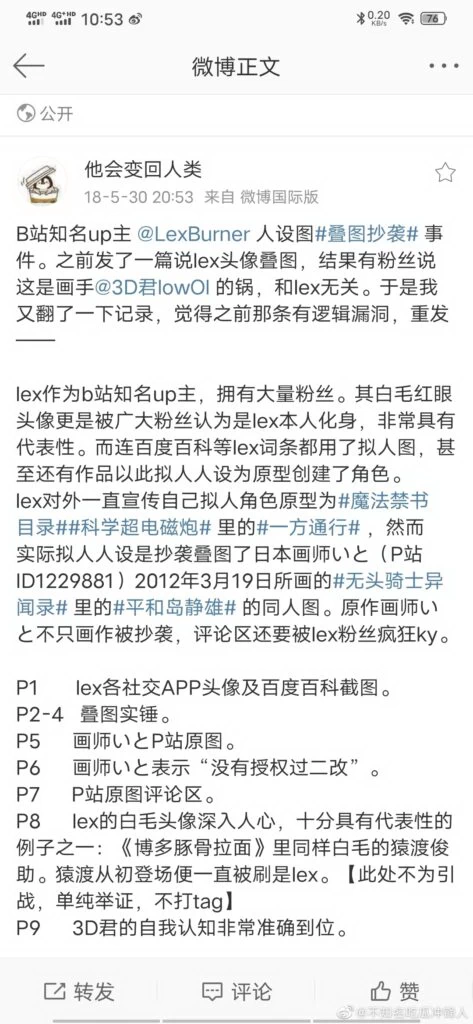 4GHD 4G+HD 10:53 0.20 KB/s 76
微博正文
公开
他会变回人类
18-5-30 20:53 来自 微博国际版
B站知名up主 @LexBurner 人设图#叠图抄袭# 事
件。之前发了一篇说lex头像叠图，结果有粉丝说
这是画手@3D君lowOl 的锅，和lex无关。于是我
又翻了一下记录，觉得之前那条有逻辑漏洞，重发
——
lex作为b站知名up主，拥有大量粉丝。其白毛红眼
头像更是被广大粉丝认为是lex本人化身，非常具有
代表性。而连百度百科等lex词条都用了拟人图，甚
至还有作品以此拟人人设为原型创建了角色。
lex对外一直宣传自己拟人角色原型为#魔法禁书
目录##科学超电磁炮# 里的#一方通行# ，然而
实际拟人人设是抄袭叠图了日本画师いと（P站
ID1229881）2012年3月19日所画的#无头骑士异
闻录# 里的#平和岛静雄# 的同人图。原作画师い
と不只画作被抄袭，评论区还要被lex粉丝疯狂ky。
P1 lex各社交APP头像及百度百科截图。
P2-4 叠图实锤。
P5 画师いとP站原图。
P6 画师いと表示“没有授权过二改”。
P7 P站原图评论区。
P8 lex的白毛头像深入人心，十分具有代表性的
例子之一：《博多豚骨拉面》里同样白毛的猿渡俊
助。猿渡从初登场便一直被刷是lex。【此处不为引
战，单纯举证，不打tag】
P9 3D君的自我认知非常准确到位。
转发 评论 赞